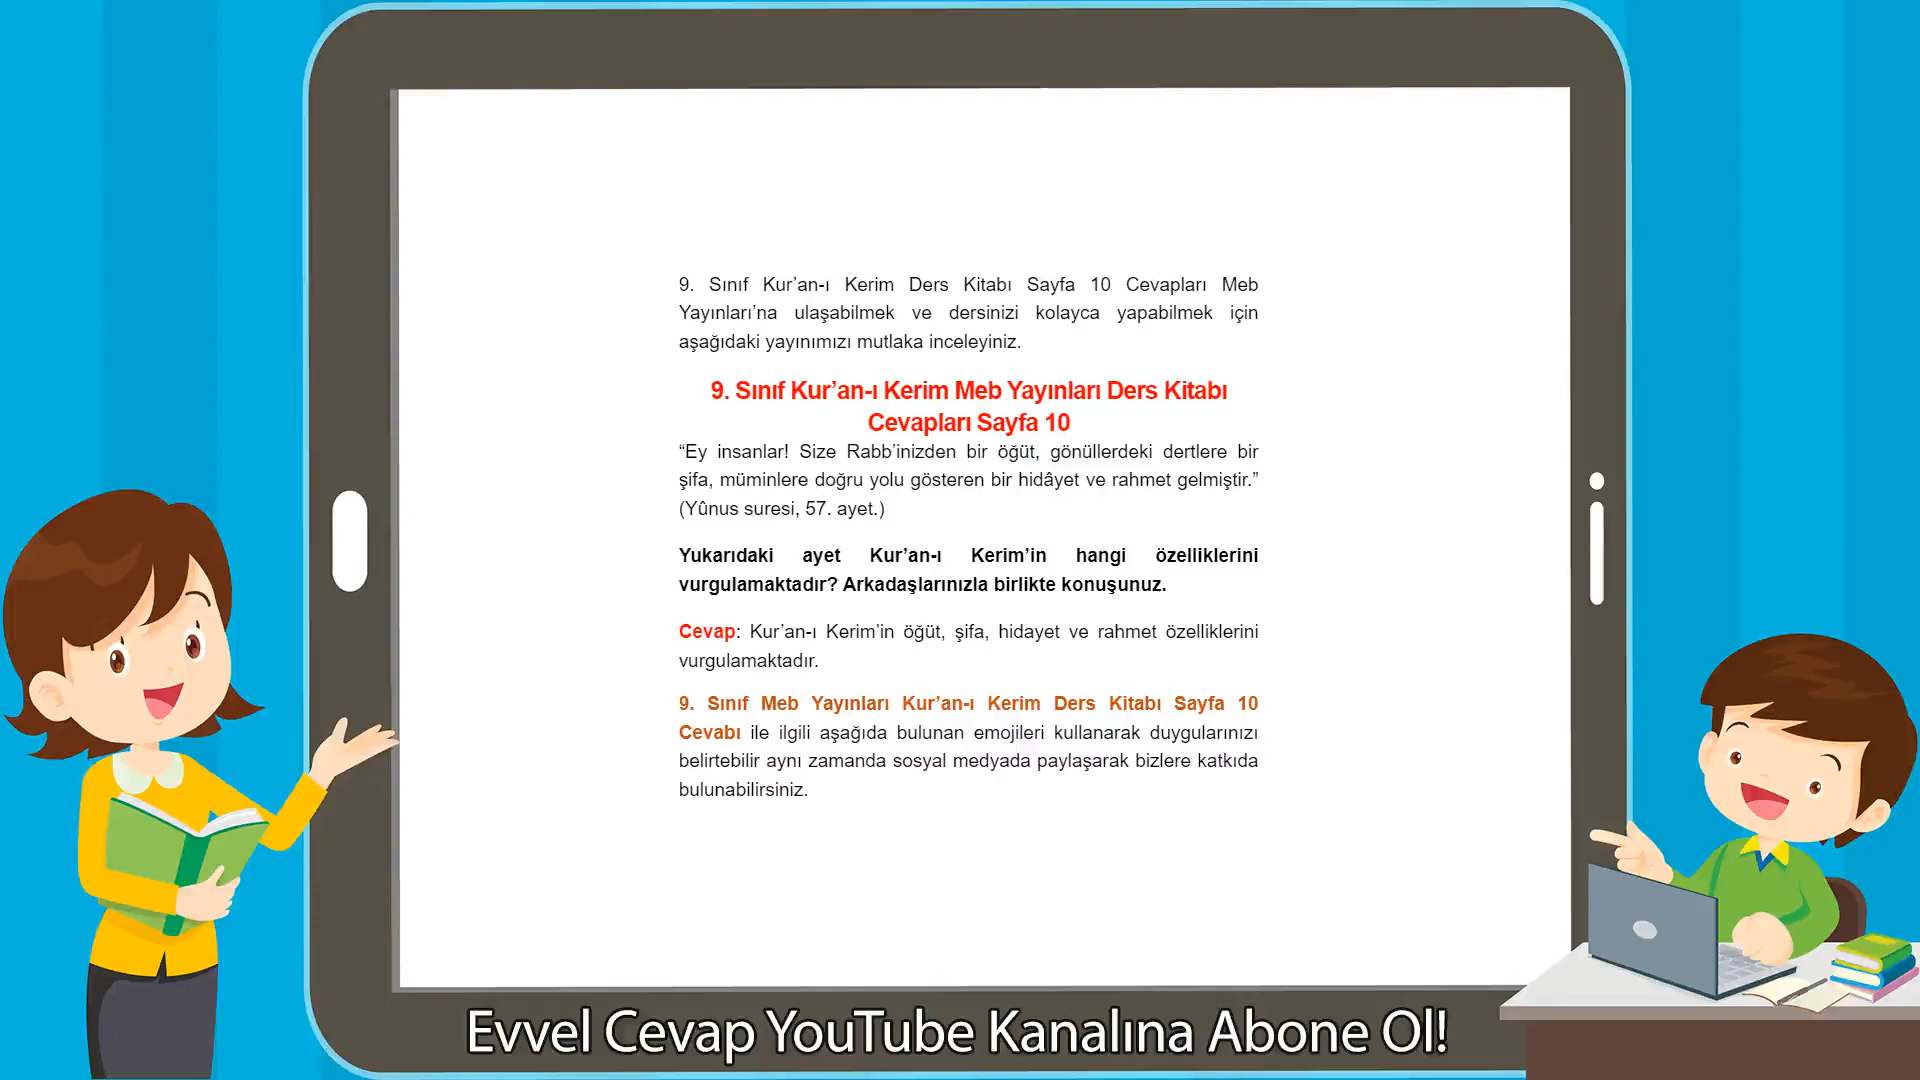 9. Sınıf Kur’an-ı Kerim Ders Kitabı Sayfa 10 Cevapları Meb
Yayınları’na ulaşabilmek ve dersinizi kolayca yapabilmek için
aşağıdaki yayınımızı mutlaka inceleyiniz.
9. Sınıf Kur’an-ı Kerim Meb Yayınları Ders Kitabı
Cevapları Sayfa 10
“Ey insanlar! Size Rabb’inizden bir öğüt, gönüllerdeki dertlere bir
şifa, müminlere doğru yolu gösteren bir hidâyet ve rahmet gelmiştir.”
(Yûnus suresi, 57. ayet.)
Yukarıdaki ayet Kur’an-ı Kerim’in hangi özelliklerini
vurgulamaktadır? Arkadaşlarınızla birlikte konuşunuz.
Cevap: Kur’an-ı Kerim’in öğüt, şifa, hidayet ve rahmet özelliklerini
vurgulamaktadır.
9. Sınıf Meb Yayınları Kur’an-ı Kerim Ders Kitabı Sayfa 10
Cevabı ile ilgili aşağıda bulunan emojileri kullanarak duygularınızı
belirtebilir aynı zamanda sosyal medyada paylaşarak bizlere katkıda
bulunabilirsiniz.
Evvel Cevap YouTube Kanalına Abone Ol!